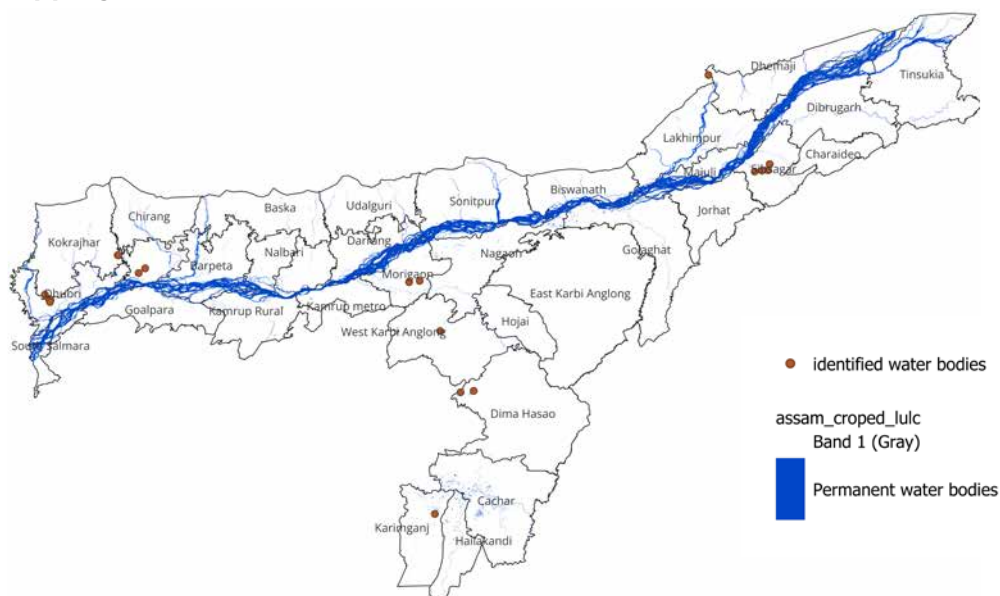 Dhemaji
Tinsukia
Dibrugarh
Lakhimpur
Charaideo
Majuli
Sibsagar
Jorhat
Biswanath
Sonitpur
Udalguri
Baska
Chirang
Kokrajhar
Darrang
Nalbari
Barpeta
Nagaon
Golaghat
Morigaon
Dhubri
Goalpara
Kamrup Rural
Kamrup metro
East Karbi Anglong
West Karbi Anglong
Hojai
South Salmara
Dima Hasao
Cachar
Karimganj
Hailakandi
identified water bodies
assam_croped_lulc
Band 1 (Gray)
Permanent water bodies